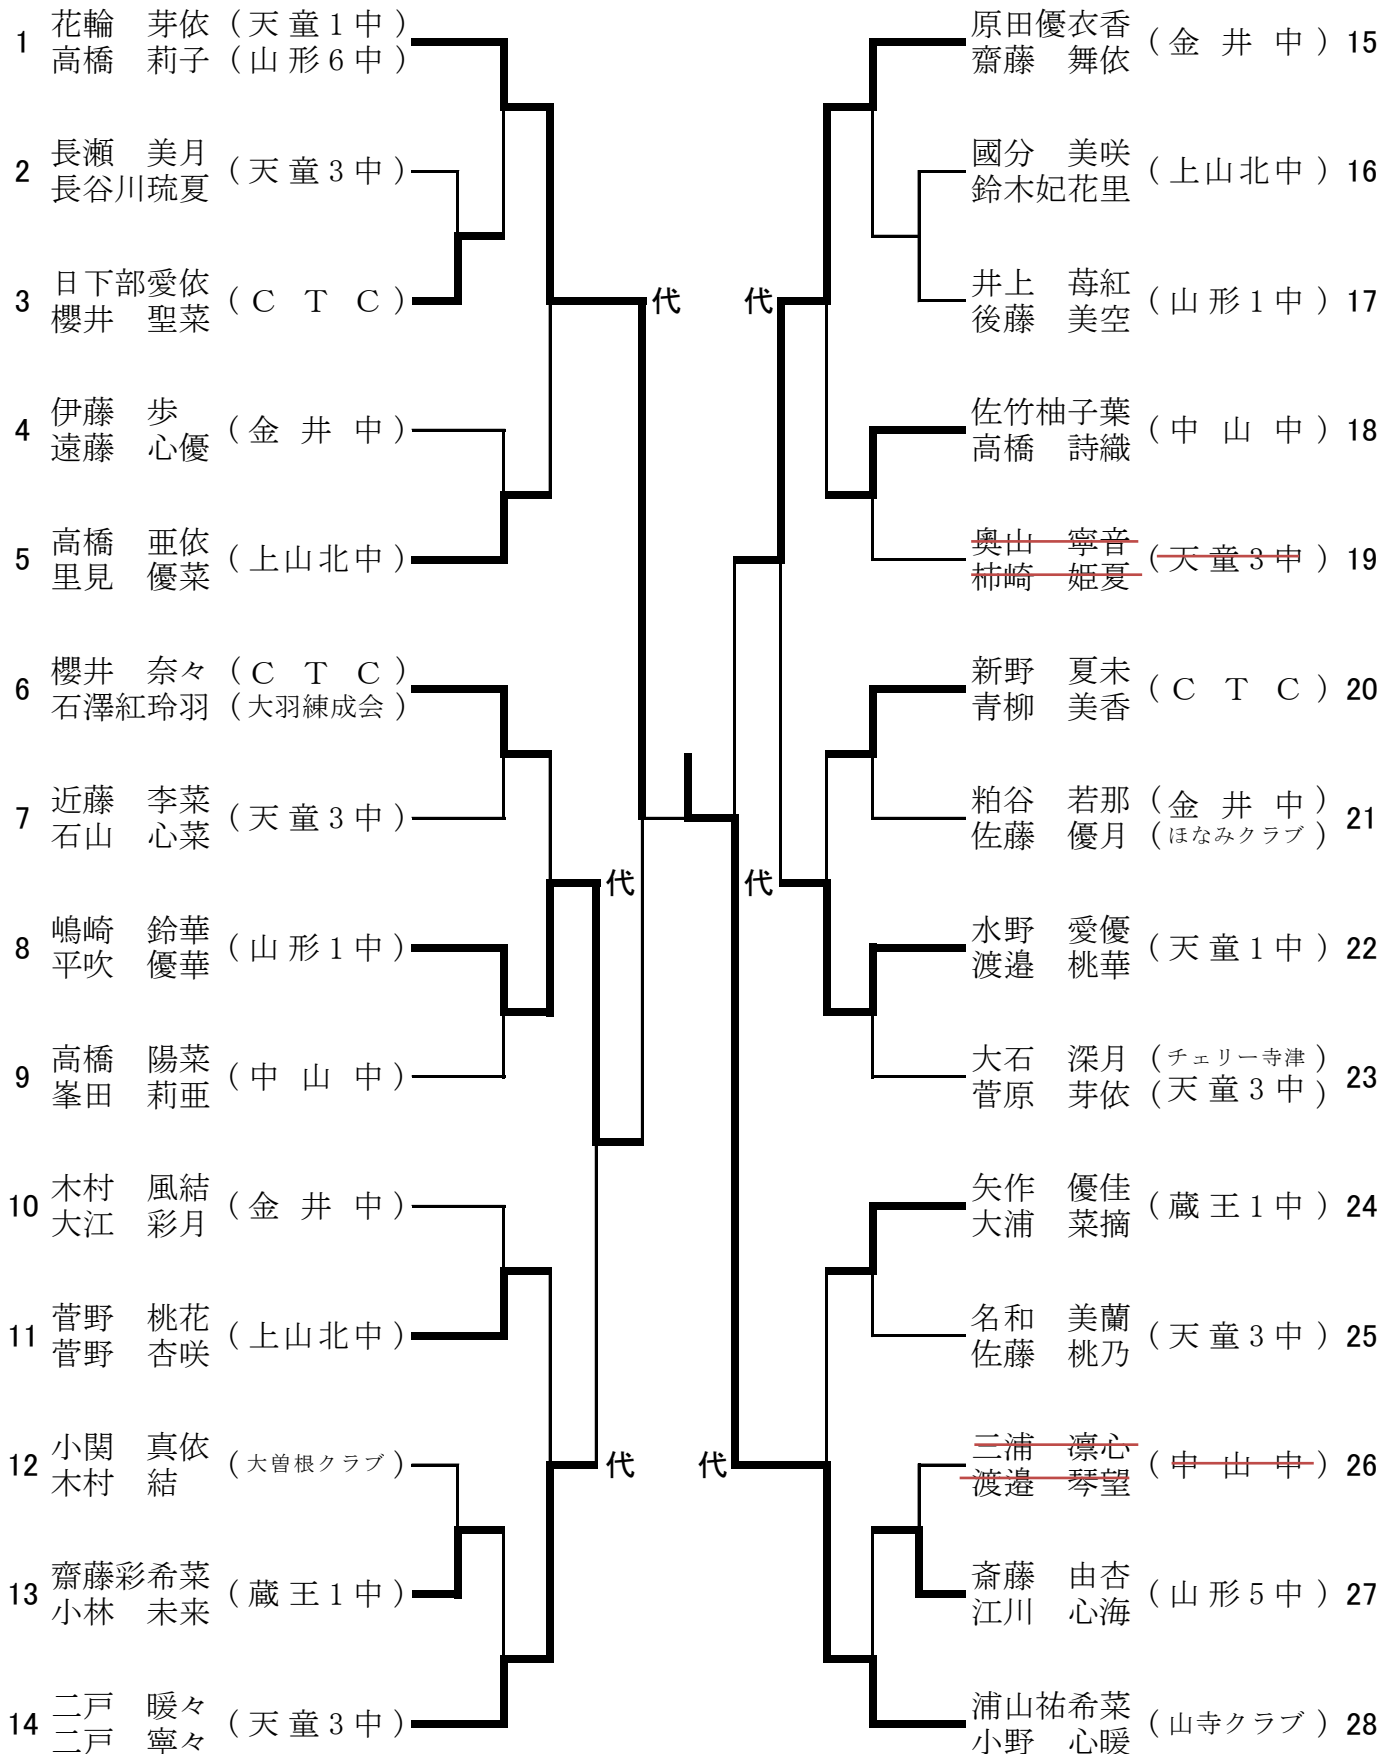 花輪　芽依（天童1中）
1
高橋　莉子（山形6中）
長瀬　美月
2（天童3中）
長谷川琉夏
日下部愛依
3（CTC）
櫻井　聖菜
伊藤　歩
4（金井中）
遠藤　心優
高橋　亜依
5（上山北中）
里見　優菜
櫻井　奈々（CTC）
6
石澤紅玲羽（大羽練成会）
近藤　李菜
7（天童3中）
石山　心菜
嶋崎　鈴華
8（山形1中）
平吹　優華
高橋　陽菜
9（中山中）
峯田　莉亜
木村　風結
10（金井中）
大江　彩月
菅野　桃花
11（上山北中）
菅野　杏咲
小関　真依
12（大曽根クラブ）
木村　結
齋藤彩希菜
13（蔵王1中）
小林　未来
二戸　暖々
14（天童3中）
二戸　寧々
代
代
代
代
代
代
代
原田優衣香
（金井中）15
齋藤　舞依
國分　美咲
（上山北中）16
鈴木妃花里
井上　苺紅
（山形1中）17
後藤　美空
佐竹柚子葉
（中山中）18
高橋　詩織
奥山　寧音
（天童3中）19
柿崎　姫夏
新野　夏未
（CTC）20
青柳　美香
粕谷　若那（金井中）
21
佐藤　優月（ほなみクラブ）
水野　愛優
（天童1中）22
渡邉　桃華
大石　深月（チェリー寺津）
23
菅原　芽依（天童3中）
矢作　優佳
（蔵王1中）24
大浦　菜摘
名和　美蘭
（天童3中）25
佐藤　桃乃
三浦　凛心
（中山中）26
渡邉　琴望
斎藤　由杏
（山形5中）27
江川　心海
浦山祐希菜
（山寺クラブ）28
小野　心暖